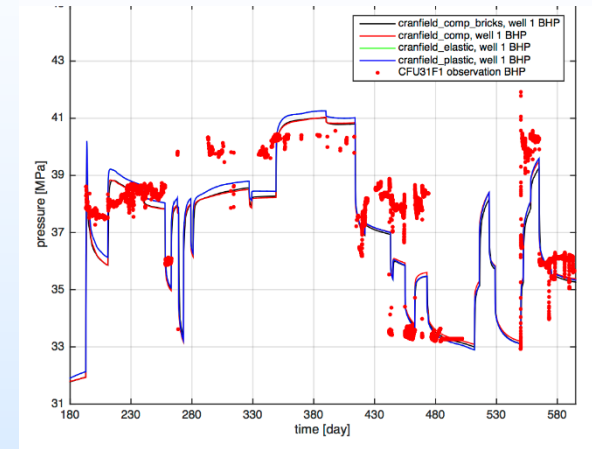 45
43
41
39
37
35
33
31
pressure [MPa]
cranfield_comp_bricks, well 1 BHP
cranfield_comp, well 1 BHP
cranfield_elastic, well 1 BHP
cranfield_plastic, well 1 BHP
CFU31F1 observation BHP
180 230 280 330 380 430 480 530 580
time [day]